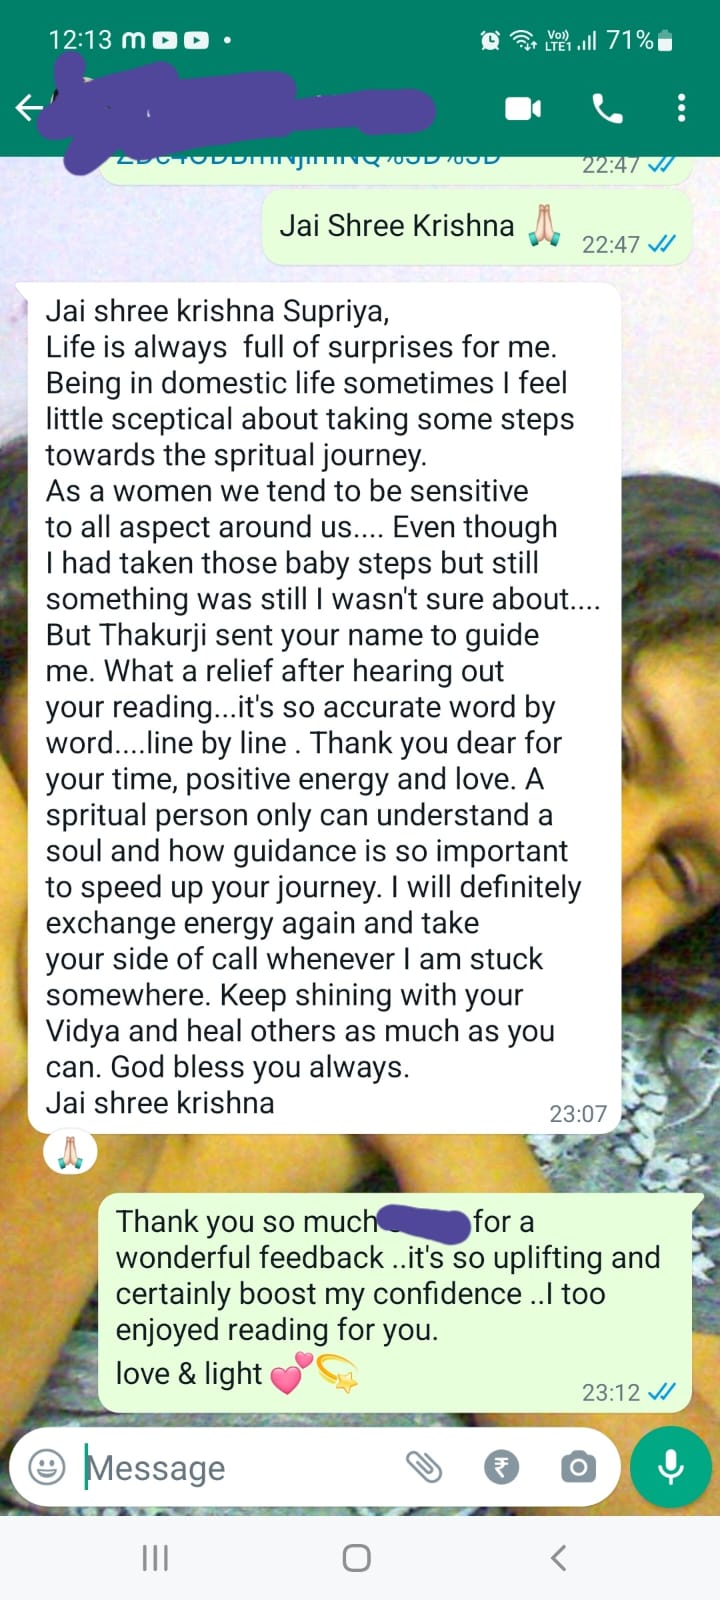 12:13 m
Vo)) LTE1 71%
22:47
Jai Shree Krishna 🙏🏻
22:47
Jai shree krishna Supriya,
Life is always  full of surprises for me.
Being in domestic life sometimes I feel
little sceptical about taking some steps
towards the spritual journey.
As a women we tend to be sensitive
to all aspect around us.... Even though
I had taken those baby steps but still
something was still I wasn't sure about....
But Thakurji sent your name to guide
me. What a relief after hearing out
your reading...it's so accurate word by
word....line by line . Thank you dear for
your time, positive energy and love. A
spritual person only can understand a
soul and how guidance is so important
to speed up your journey. I will definitely
exchange energy again and take
your side of call whenever I am stuck
somewhere. Keep shining with your
Vidya and heal others as much as you
can. God bless you always.
Jai shree krishna
23:07
🙏🏻
Thank you so much for a
wonderful feedback ..it's so uplifting and
certainly boost my confidence ..I too
enjoyed reading for you.
love & light 💕💫
23:12
Message